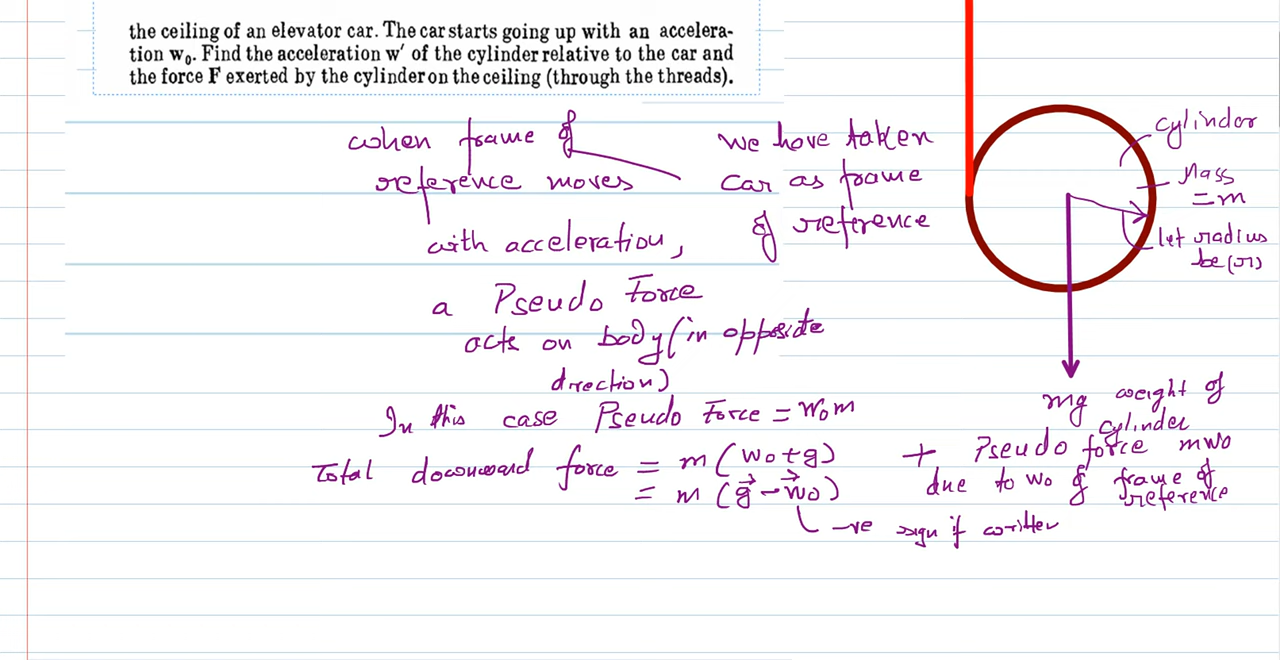 the ceiling of an elevator car. The car starts going up with an accelera-
tion w₀. Find the acceleration w′ of the cylinder relative to the car and
the force F exerted by the cylinder on the ceiling (through the threads).
when frame of
reference moves
with acceleration,
a Pseudo Force
acts on body (in opposite
direction)
We have taken
car as frame
of reference
In this case Pseudo Force = w₀m
Total downward force = m(w₀+g)
= m(g⃗ - w⃗₀)
-ve sign if written
cylinder
Mass
=m
let radius
be (r)
mg weight of
cylinder
+ Pseudo force mw₀
due to w₀ of frame of
reference